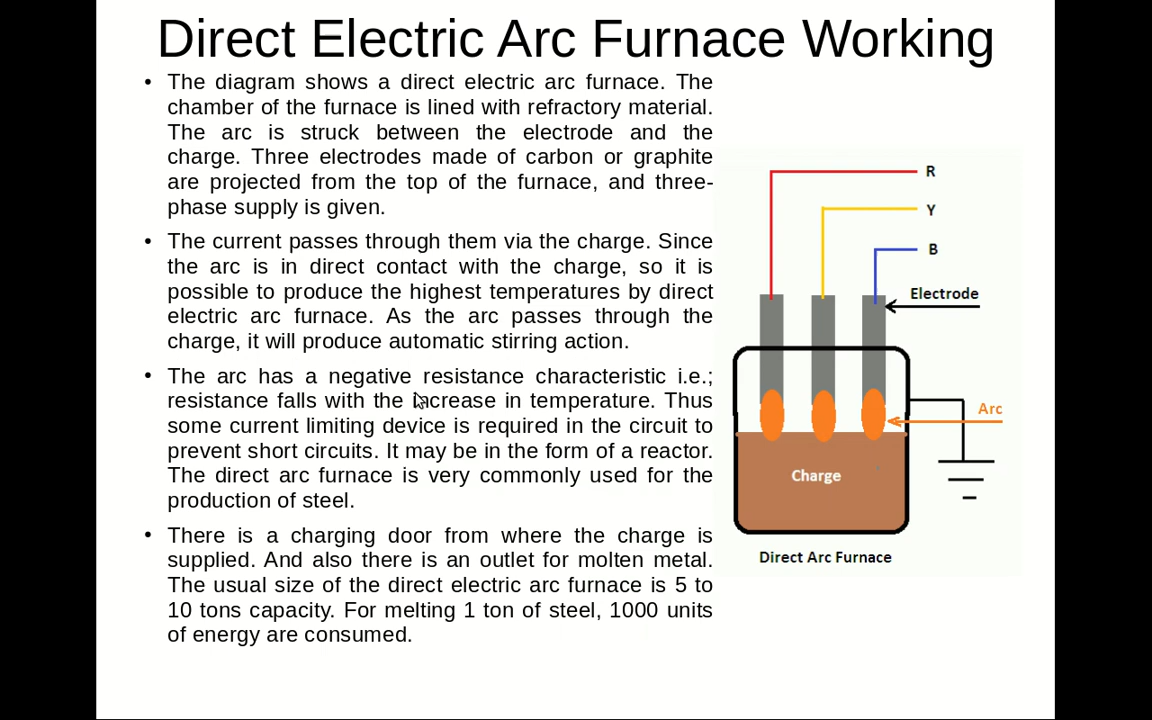 Direct Electric Arc Furnace Working
• The diagram shows a direct electric arc furnace. The
chamber of the furnace is lined with refractory material.
The arc is struck between the electrode and the
charge. Three electrodes made of carbon or graphite
are projected from the top of the furnace, and three-
phase supply is given.
• The current passes through them via the charge. Since
the arc is in direct contact with the charge, so it is
possible to produce the highest temperatures by direct
electric arc furnace. As the arc passes through the
charge, it will produce automatic stirring action.
• The arc has a negative resistance characteristic i.e.;
resistance falls with the increase in temperature. Thus
some current limiting device is required in the circuit to
prevent short circuits. It may be in the form of a reactor.
The direct arc furnace is very commonly used for the
production of steel.
• There is a charging door from where the charge is
supplied. And also there is an outlet for molten metal.
The usual size of the direct electric arc furnace is 5 to
10 tons capacity. For melting 1 ton of steel, 1000 units
of energy are consumed.
R
Y
B
Electrode
Arc
Charge
Direct Arc Furnace